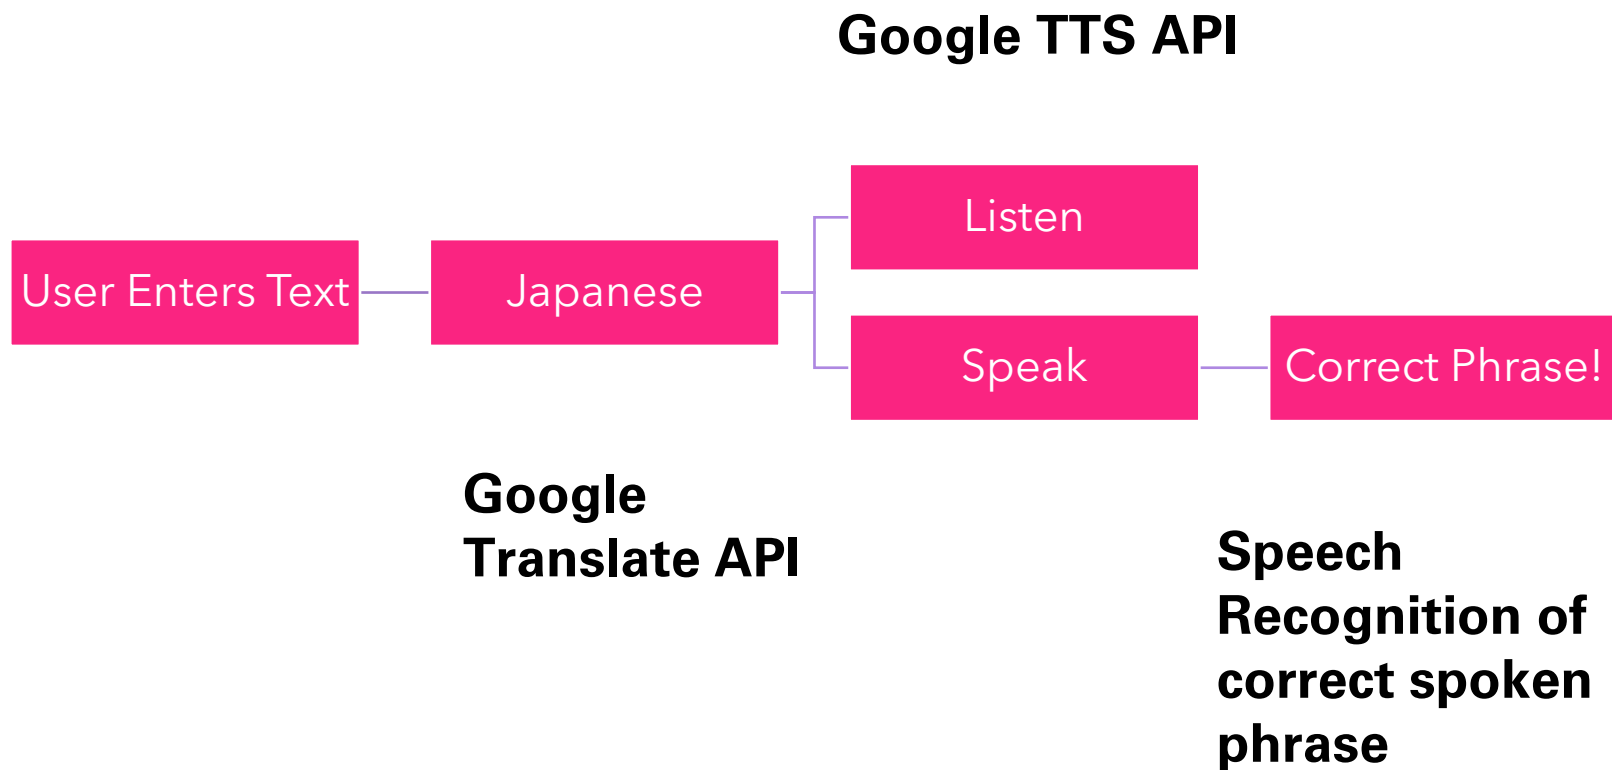 Google TTS API
Listen
User Enters Text
Japanese
Speak
Correct Phrase!
Google
Translate API
Speech
Recognition of
correct spoken
phrase